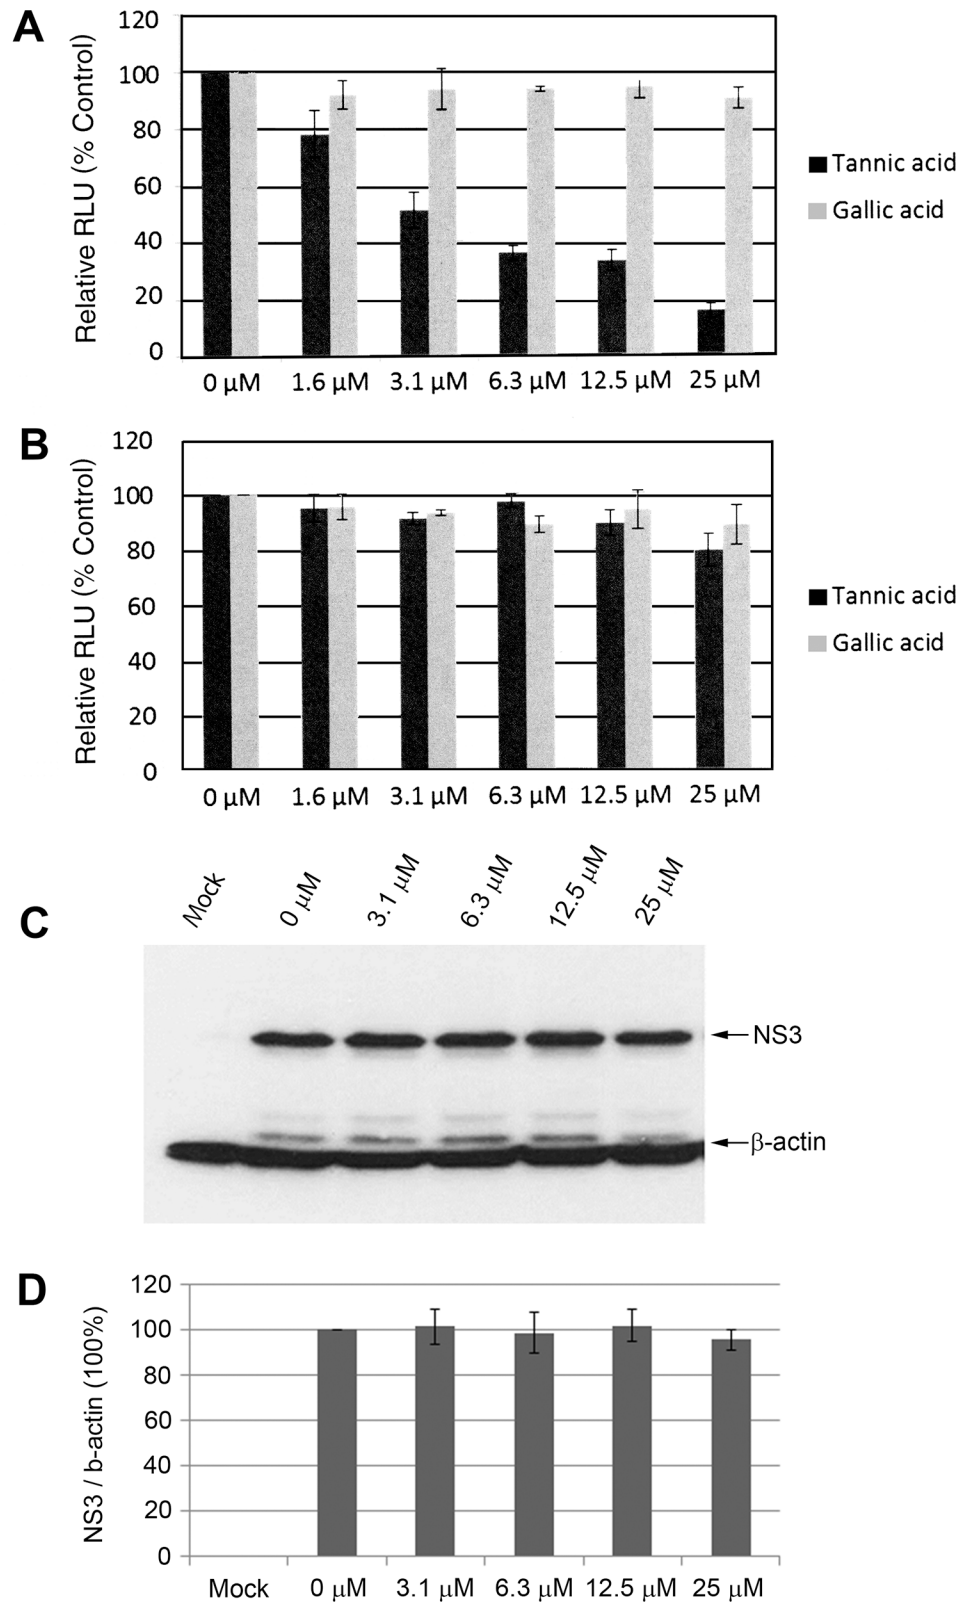 A
Relative RLU (% Control)
120
100
80
60
40
20
0
0 µM 1.6 µM 3.1 µM 6.3 µM 12.5 µM 25 µM
Tannic acid
Gallic acid
B
Relative RLU (% Control)
120
100
80
60
40
20
0
0 µM 1.6 µM 3.1 µM 6.3 µM 12.5 µM 25 µM
Tannic acid
Gallic acid
C
Mock 0 µM 3.1 µM 6.3 µM 12.5 µM 25 µM
NS3
β-actin
D
NS3 / b-actin (100%)
120
100
80
60
40
20
0
Mock 0 µM 3.1 µM 6.3 µM 12.5 µM 25 µM